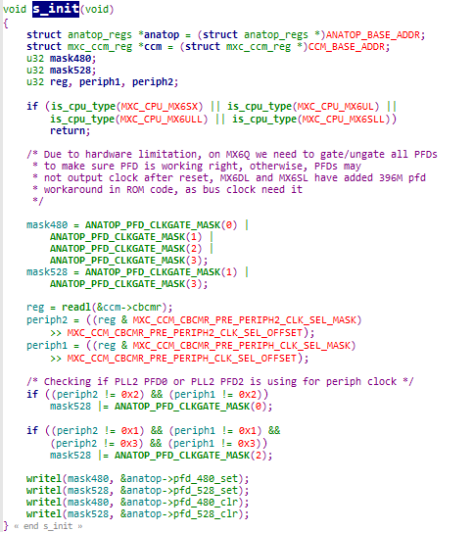 void s_init(void)
{
    struct anatop_regs *anatop = (struct anatop_regs *)ANATOP_BASE_ADDR;
    struct mxc_ccm_reg *ccm = (struct mxc_ccm_reg *)CCM_BASE_ADDR;
    u32 mask480;
    u32 mask528;
    u32 reg, periph1, periph2;

    if (is_cpu_type(MXC_CPU_MX6SX) || is_cpu_type(MXC_CPU_MX6UL) ||
        is_cpu_type(MXC_CPU_MX6ULL) || is_cpu_type(MXC_CPU_MX6SLL))
        return;

    /* Due to hardware limitation, on MX6Q we need to gate/ungate all PFDs
     * to make sure PFD is working right, otherwise, PFDs may
     * not output clock after reset, MX6DL and MX6SL have added 396M pfd
     * workaround in ROM code, as bus clock need it
     */

    mask480 = ANATOP_PFD_CLKGATE_MASK(0) |
        ANATOP_PFD_CLKGATE_MASK(1) |
        ANATOP_PFD_CLKGATE_MASK(2) |
        ANATOP_PFD_CLKGATE_MASK(3);
    mask528 = ANATOP_PFD_CLKGATE_MASK(1) |
        ANATOP_PFD_CLKGATE_MASK(3);

    reg = readl(&ccm->cbcmr);
    periph2 = ((reg & MXC_CCM_CBCMR_PRE_PERIPH2_CLK_SEL_MASK)
        >> MXC_CCM_CBCMR_PRE_PERIPH2_CLK_SEL_OFFSET);
    periph1 = ((reg & MXC_CCM_CBCMR_PRE_PERIPH_CLK_SEL_MASK)
        >> MXC_CCM_CBCMR_PRE_PERIPH_CLK_SEL_OFFSET);

    /* Checking if PLL2 PFD0 or PLL2 PFD2 is using for periph clock */
    if ((periph2 != 0x2) && (periph1 != 0x2))
        mask528 |= ANATOP_PFD_CLKGATE_MASK(0);

    if ((periph2 != 0x1) && (periph1 != 0x1) &&
        (periph2 != 0x3) && (periph1 != 0x3))
        mask528 |= ANATOP_PFD_CLKGATE_MASK(2);

    writel(mask480, &anatop->pfd_480_set);
    writel(mask528, &anatop->pfd_528_set);
    writel(mask480, &anatop->pfd_480_clr);
    writel(mask528, &anatop->pfd_528_clr);
} « end s_init »